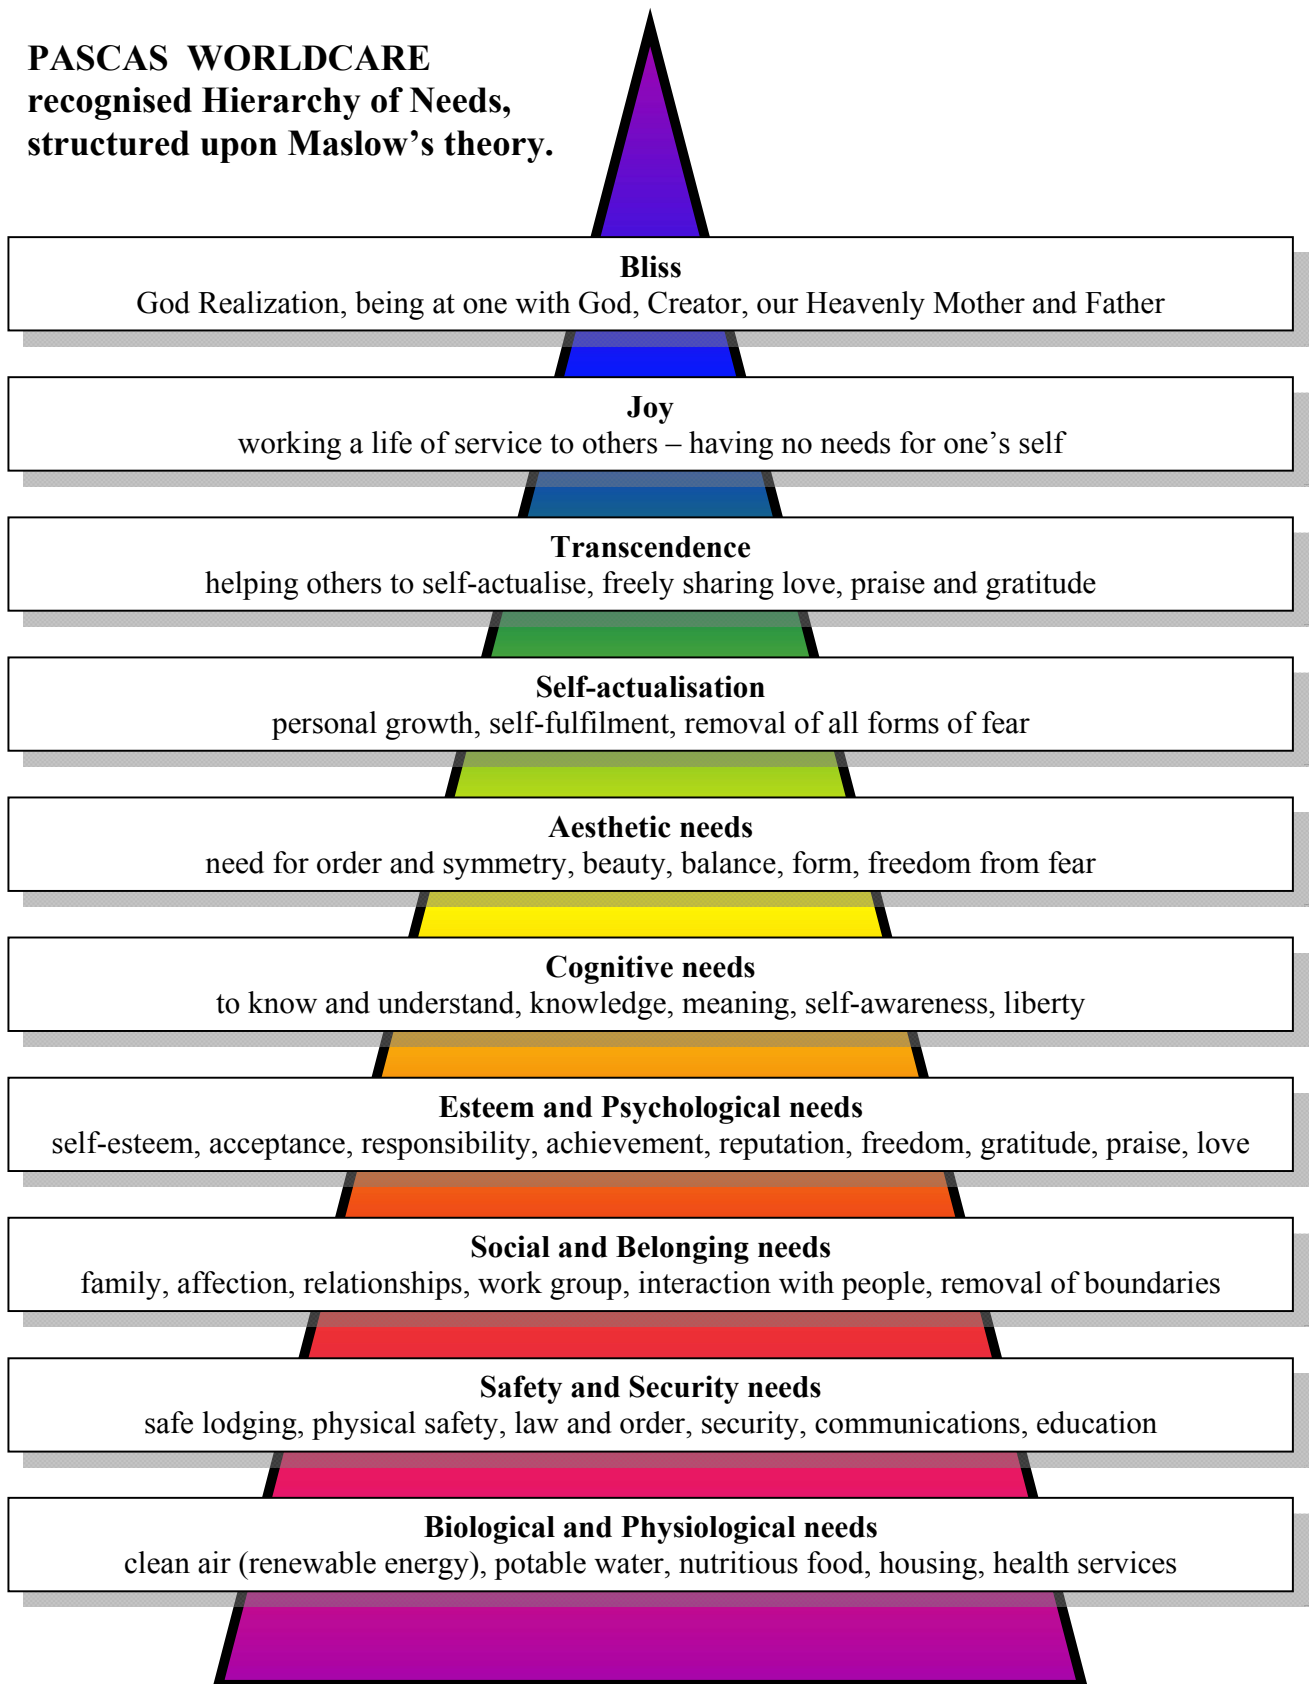 PASCAS  WORLDCARE
recognised Hierarchy of Needs,
structured upon Maslow’s theory.
Bliss
God Realization, being at one with God, Creator, our Heavenly Mother and Father
Joy
working a life of service to others – having no needs for one’s self
Transcendence
helping others to self-actualise, freely sharing love, praise and gratitude
Self-actualisation
personal growth, self-fulfilment, removal of all forms of fear
Aesthetic needs
need for order and symmetry, beauty, balance, form, freedom from fear
Cognitive needs
to know and understand, knowledge, meaning, self-awareness, liberty
Esteem and Psychological needs
self-esteem, acceptance, responsibility, achievement, reputation, freedom, gratitude, praise, love
Social and Belonging needs
family, affection, relationships, work group, interaction with people, removal of boundaries
Safety and Security needs
safe lodging, physical safety, law and order, security, communications, education
Biological and Physiological needs
clean air (renewable energy), potable water, nutritious food, housing, health services